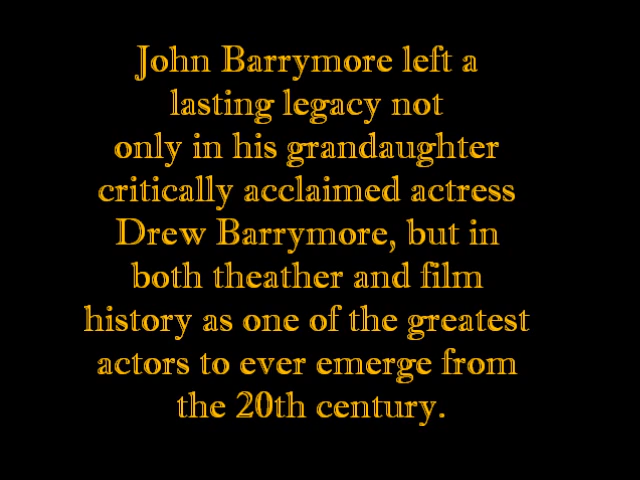 John Barrymore left a
lasting legacy not
only in his grandaughter
critically acclaimed actress
Drew Barrymore, but in
both theather and film
history as one of the greatest
actors to ever emerge from
the 20th century.